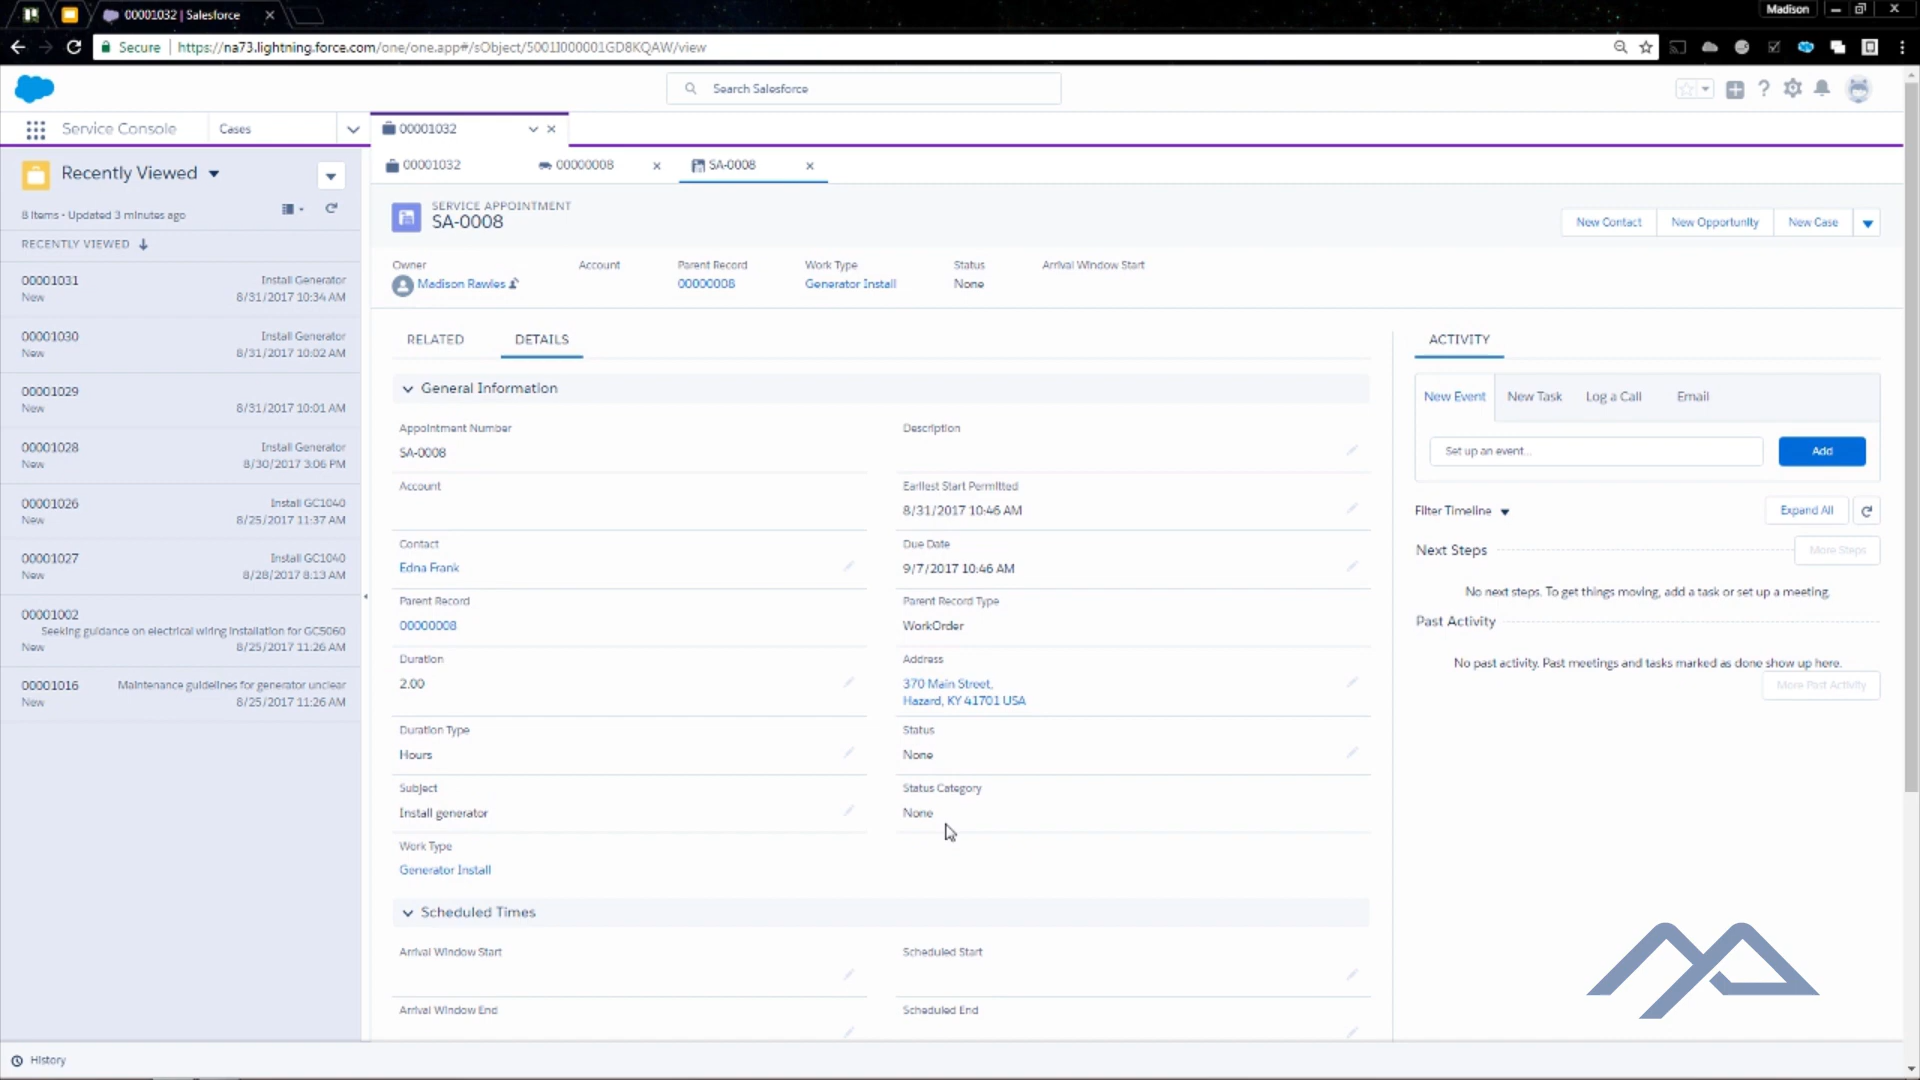 00001032 | Salesforce
Madison
Secure
https://na73.lightning.force.com/one/one.app#/sObject/5001I000001GD8KQAW/view
Search Salesforce
Service Console
Cases
00001032
Recently Viewed
8 Items • Updated 3 minutes ago
RECENTLY VIEWED
00001031 Install Generator
New 8/31/2017 10:34 AM
00001030 Install Generator
New 8/31/2017 10:02 AM
00001029
New 8/31/2017 10:01 AM
00001028 Install Generator
New 8/30/2017 3:06 PM
00001026 Install GC1040
New 8/25/2017 11:37 AM
00001027 Install GC1040
New 8/28/2017 8:13 AM
00001002
Seeking guidance on electrical wiring installation for GC5060
New 8/25/2017 11:26 AM
00001016 Maintenance guidelines for generator unclear
New 8/25/2017 11:26 AM
00001032
00000008
SA-0008
SERVICE APPOINTMENT
SA-0008
New Contact
New Opportunity
New Case
Owner
Madison Rawles
Account
Parent Record
00000008
Work Type
Generator Install
Status
None
Arrival Window Start
RELATED
DETAILS
General Information
Appointment Number
SA-0008
Description
Account
Earliest Start Permitted
8/31/2017 10:46 AM
Contact
Edna Frank
Due Date
9/7/2017 10:46 AM
Parent Record
00000008
Parent Record Type
WorkOrder
Duration
2.00
Address
370 Main Street,
Hazard, KY 41701 USA
Duration Type
Hours
Status
None
Subject
Install generator
Status Category
None
Work Type
Generator Install
Scheduled Times
Arrival Window Start
Scheduled Start
Arrival Window End
Scheduled End
ACTIVITY
New Event
New Task
Log a Call
Email
Set up an event...
Add
Filter Timeline
Expand All
Next Steps
More Steps
No next steps. To get things moving, add a task or set up a meeting.
Past Activity
No past activity. Past meetings and tasks marked as done show up here.
More Past Activity
History